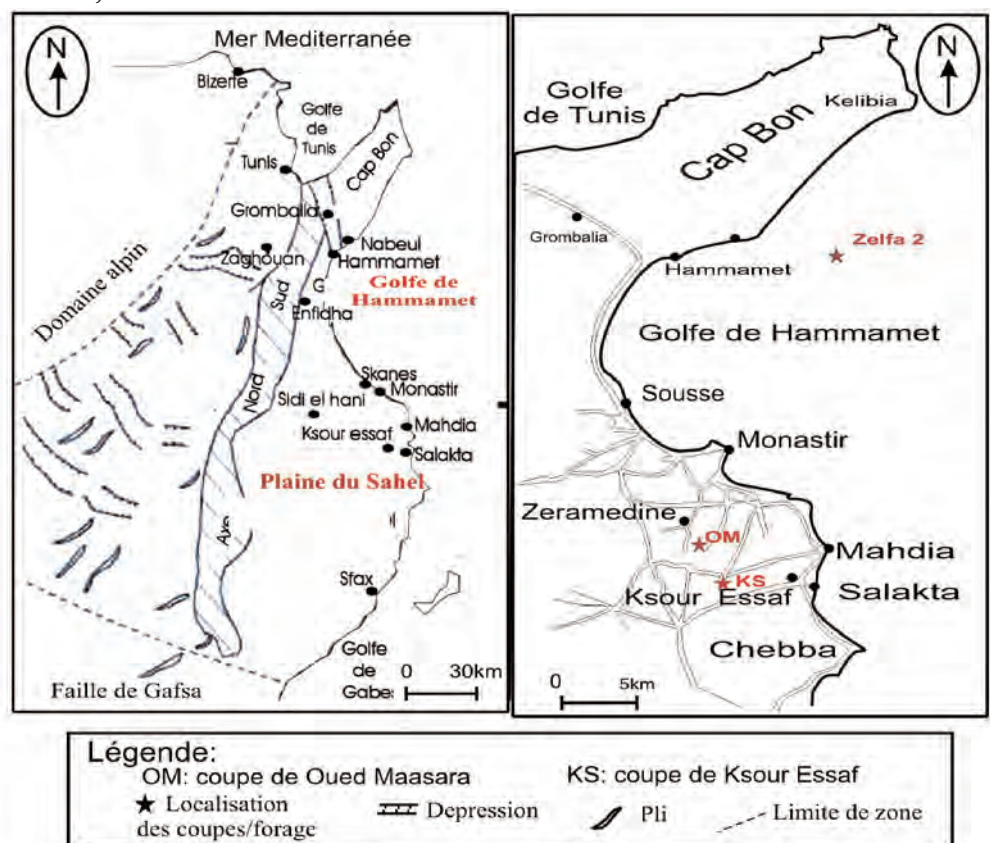 N
Mer Mediterranée
Bizerte
Golfe
de
Tunis
Tunis
Cap Bon
Grombalia
Nabeul
Zaghouan
Hammamet
Golfe de
Hammamet
Domaine alpin
G
Enfidha
Sud
Nord
Axe
Skanes
Monastir
Sidi el hani
Mahdia
Ksour essaf
Salakta
Plaine du Sahel
Sfax
Golfe
de
Gabes
0 30km
Faille de Gafsa
N
Golfe
de Tunis
Kelibia
Cap Bon
Grombalia
Zelfa 2
Hammamet
Golfe de Hammamet
Sousse
Monastir
Zeramedine
OM
Mahdia
KS
Ksour Essaf
Salakta
Chebba
0 5km
Légende:
OM: coupe de Oued Maasara KS: coupe de Ksour Essaf
Localisation
des coupes/forage
Depression
Pli
Limite de zone